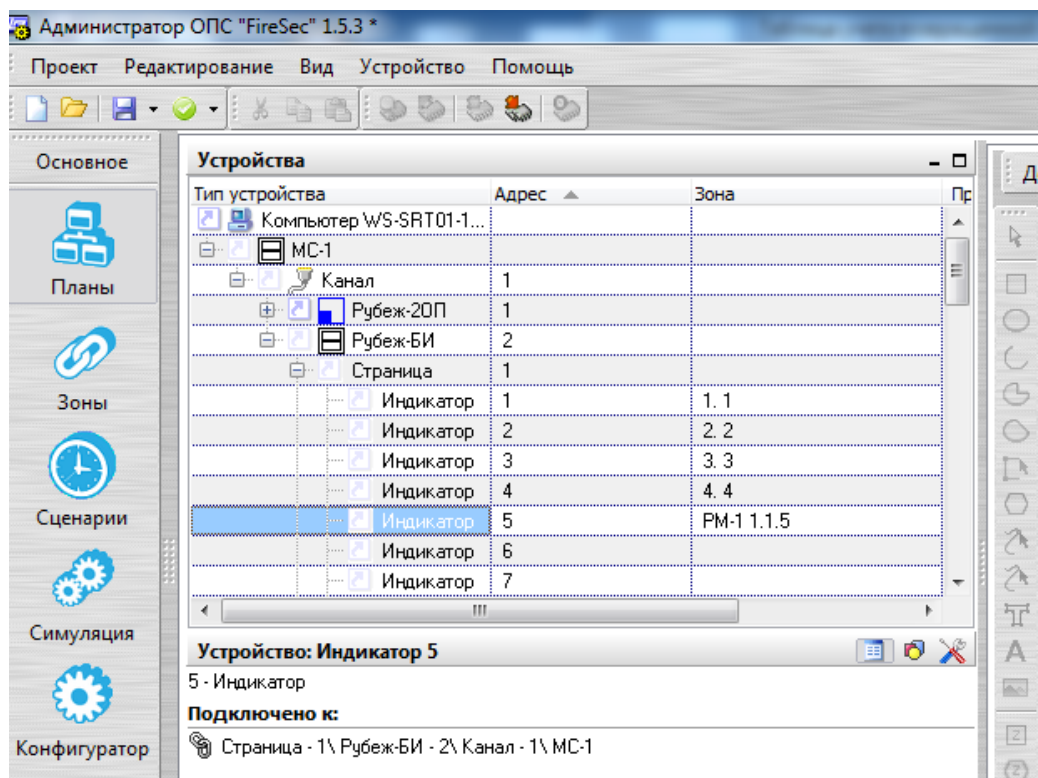 Администратор ОПС "FireSec" 1.5.3 *
Проект Редактирование Вид Устройство Помощь
Основное
Планы
Зоны
Сценарии
Симуляция
Конфигуратор
Устройства
Тип устройства Адрес Зона Пр
Компьютер WS-SRT01-1...
МС-1
Канал 1
Рубеж-2ОП 1
Рубеж-БИ 2
Страница 1
Индикатор 1 1. 1
Индикатор 2 2. 2
Индикатор 3 3. 3
Индикатор 4 4. 4
Индикатор 5 РМ-1 1.1.5
Индикатор 6
Индикатор 7
Устройство: Индикатор 5
5 - Индикатор
Подключено к:
Страница - 1\ Рубеж-БИ - 2\ Канал - 1\ МС-1
Д